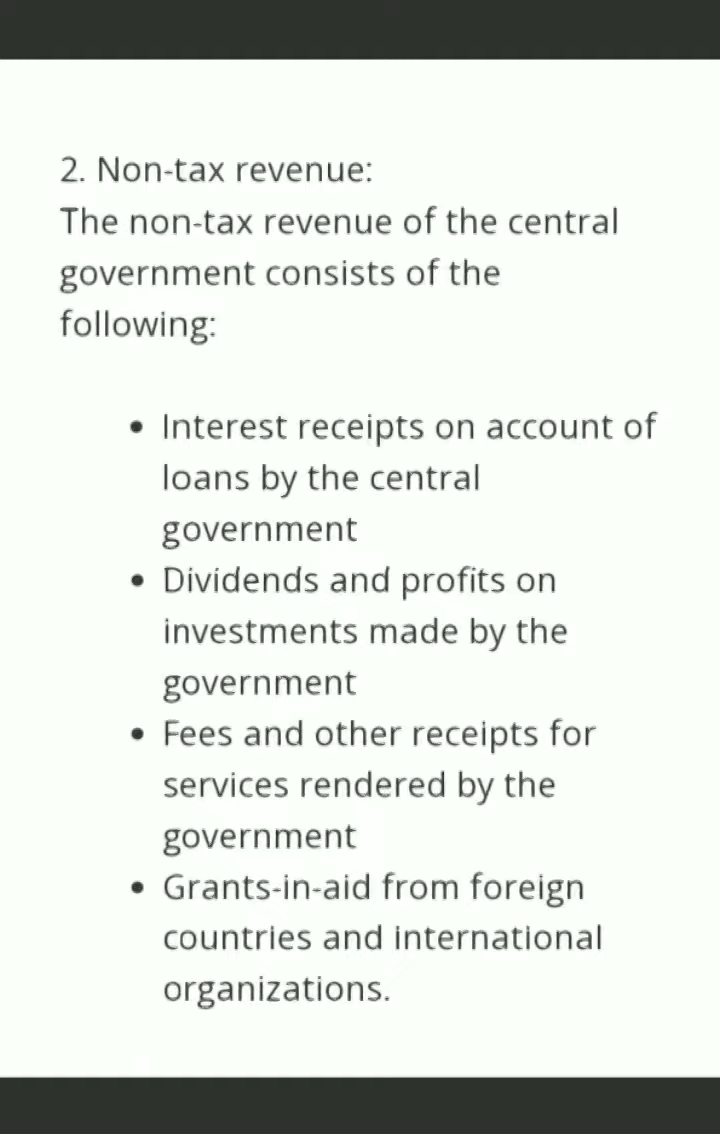 2. Non-tax revenue:
The non-tax revenue of the central
government consists of the
following:
• Interest receipts on account of
loans by the central
government
• Dividends and profits on
investments made by the
government
• Fees and other receipts for
services rendered by the
government
• Grants-in-aid from foreign
countries and international
organizations.